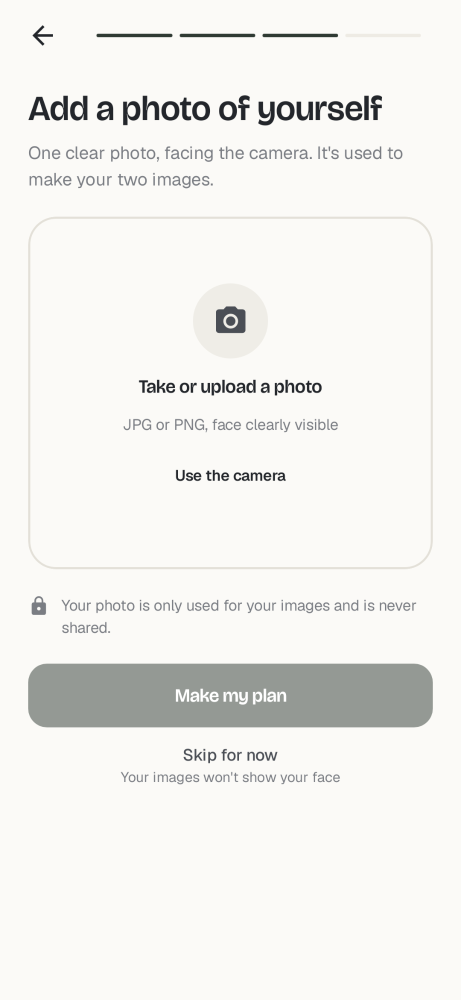 Add a photo of yourself
One clear photo, facing the camera. It's used to
make your two images.
Take or upload a photo
JPG or PNG, face clearly visible
Use the camera
Your photo is only used for your images and is never
shared.
Make my plan
Skip for now
Your images won't show your face